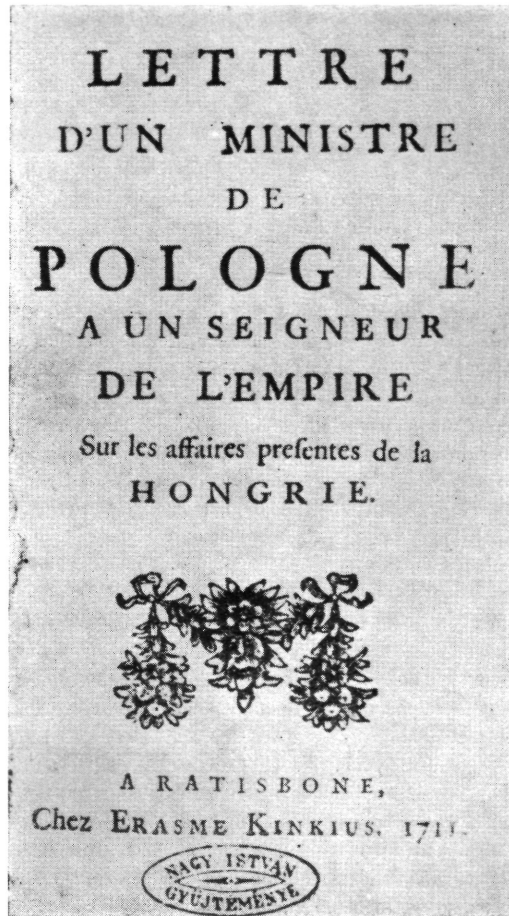 LETTRE
D'UN MINISTRE
DE
POLOGNE
A UN SEIGNEUR
DE L'EMPIRE
Sur les affaires preſentes de la
HONGRIE.
A RATISBONE,
Chez ERASME KINKIUS. 1711.
NAGY ISTVÁN
GYÜJTEMÉNYE